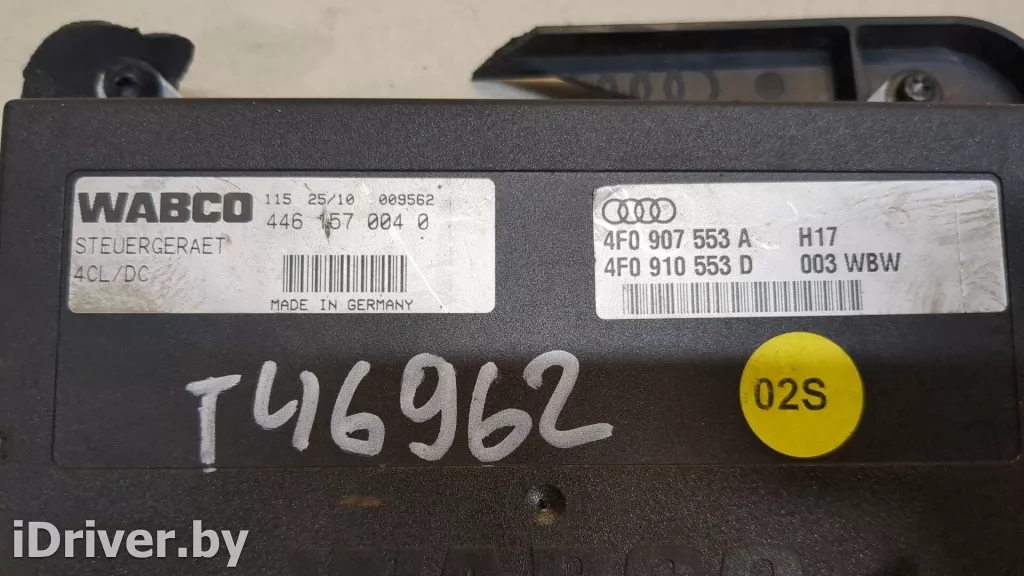 WABCO
115 25/10 009562
446 157 004 0
STEUERGERAET
4CL/DC
MADE IN GERMANY
4F0 907 553 A H17
4F0 910 553 D 003 WBW
02S
T46962
iDriver.by